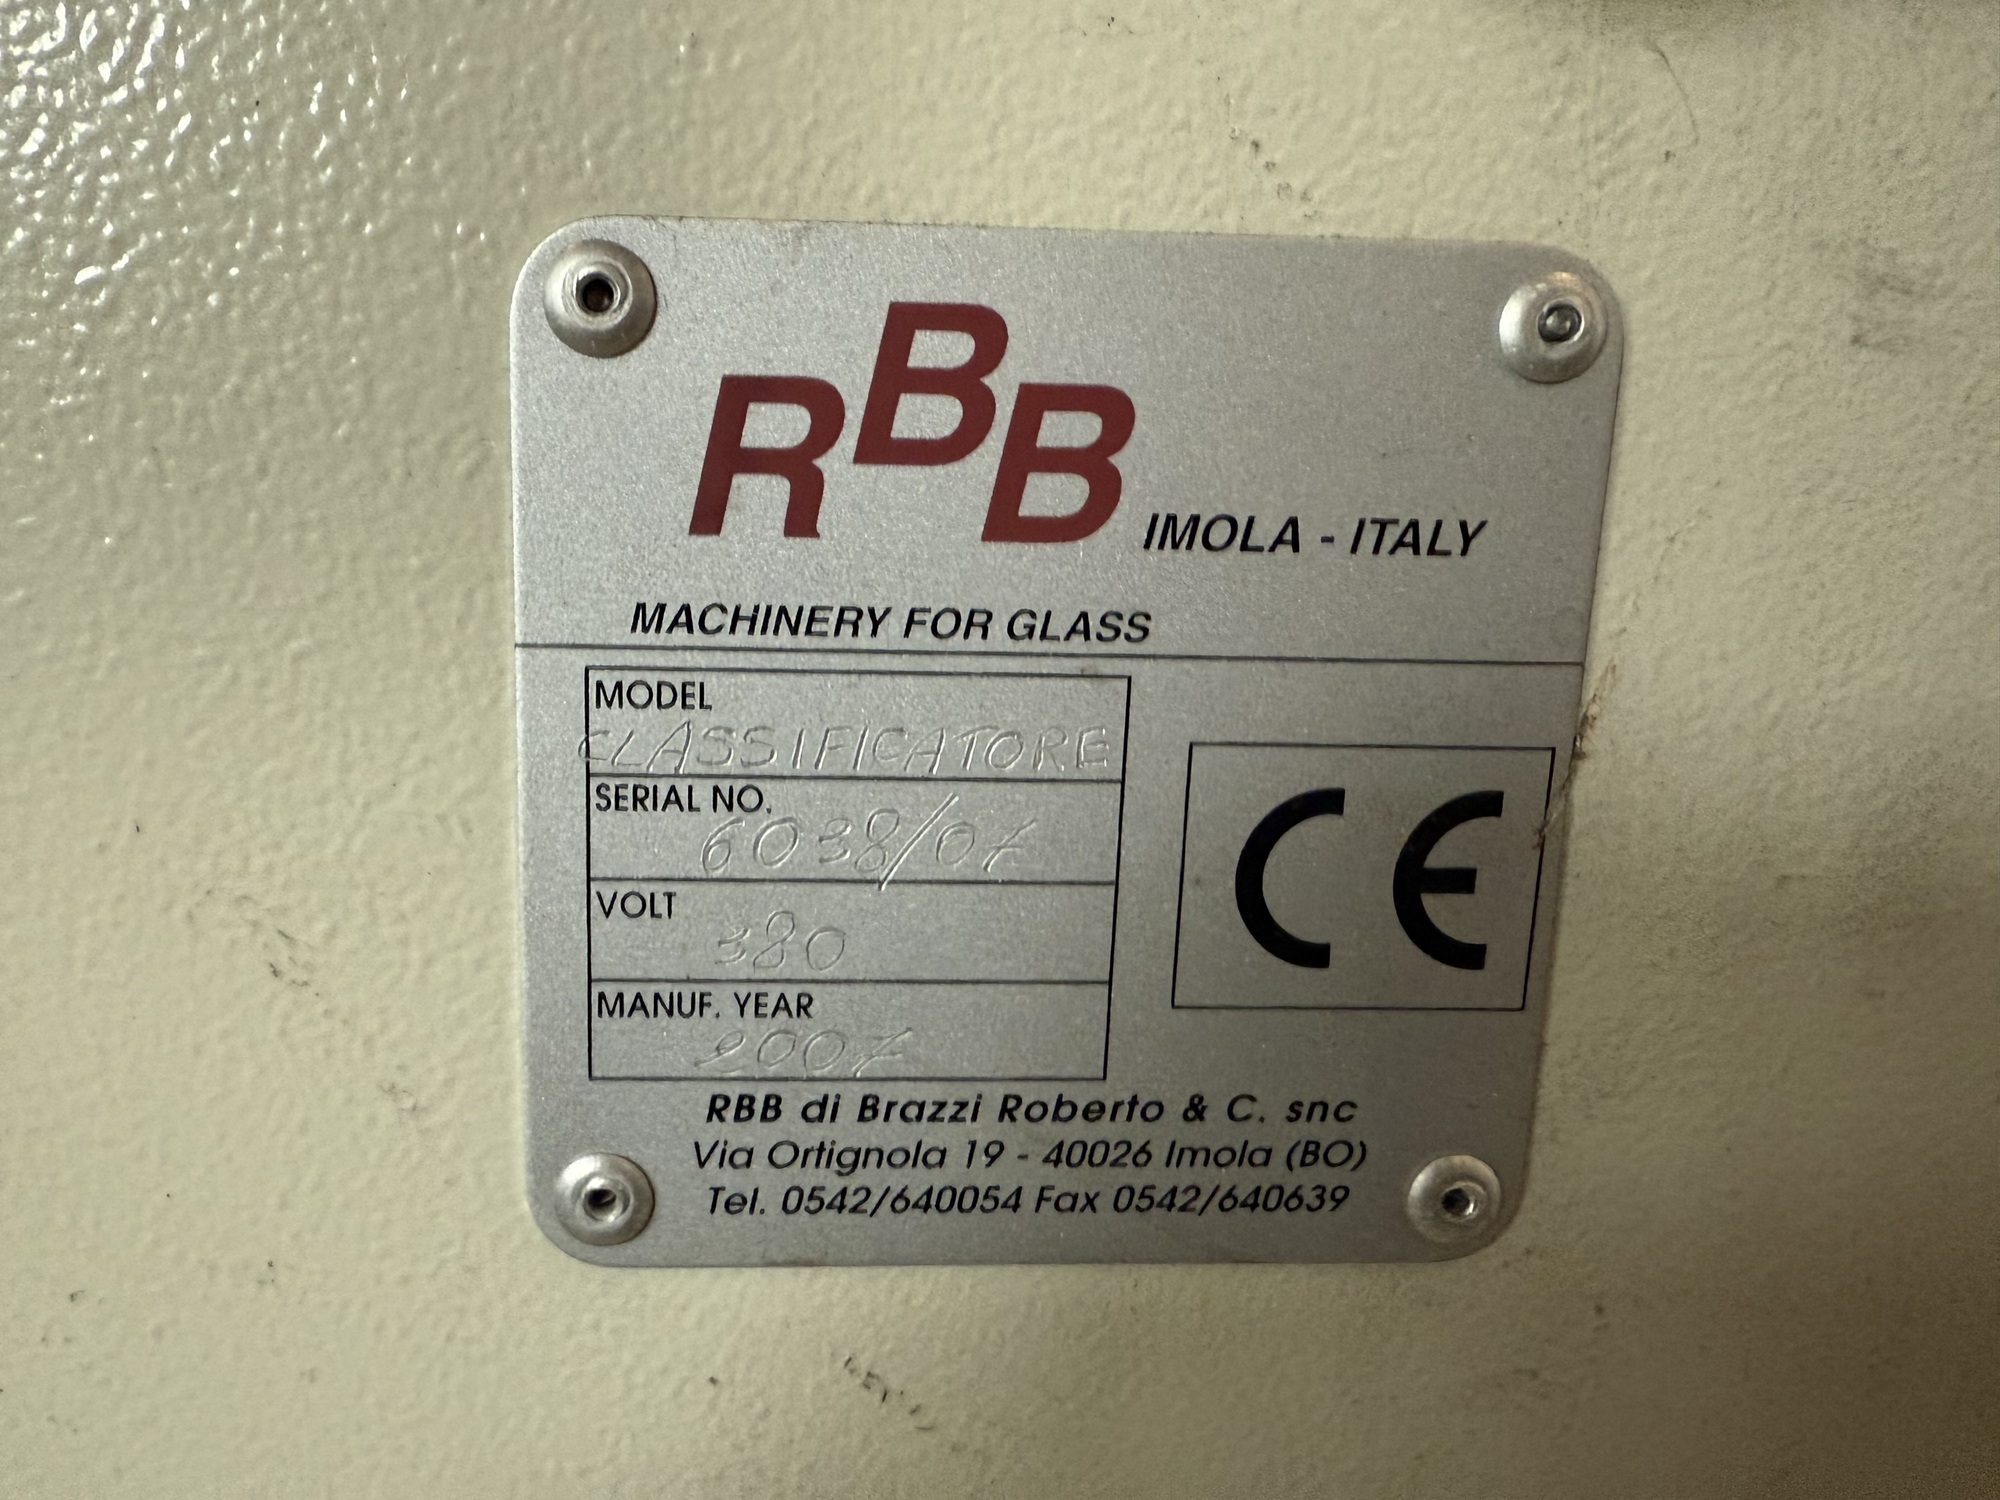 RBB IMOLA - ITALY
MACHINERY FOR GLASS
MODEL
CLASSIFICATORE
SERIAL NO.
6038/07
VOLT
380
MANUF. YEAR
2007
CE
RBB di Brazzi Roberto & C. snc
Via Ortignola 19 - 40026 Imola (BO)
Tel. 0542/640054 Fax 0542/640639